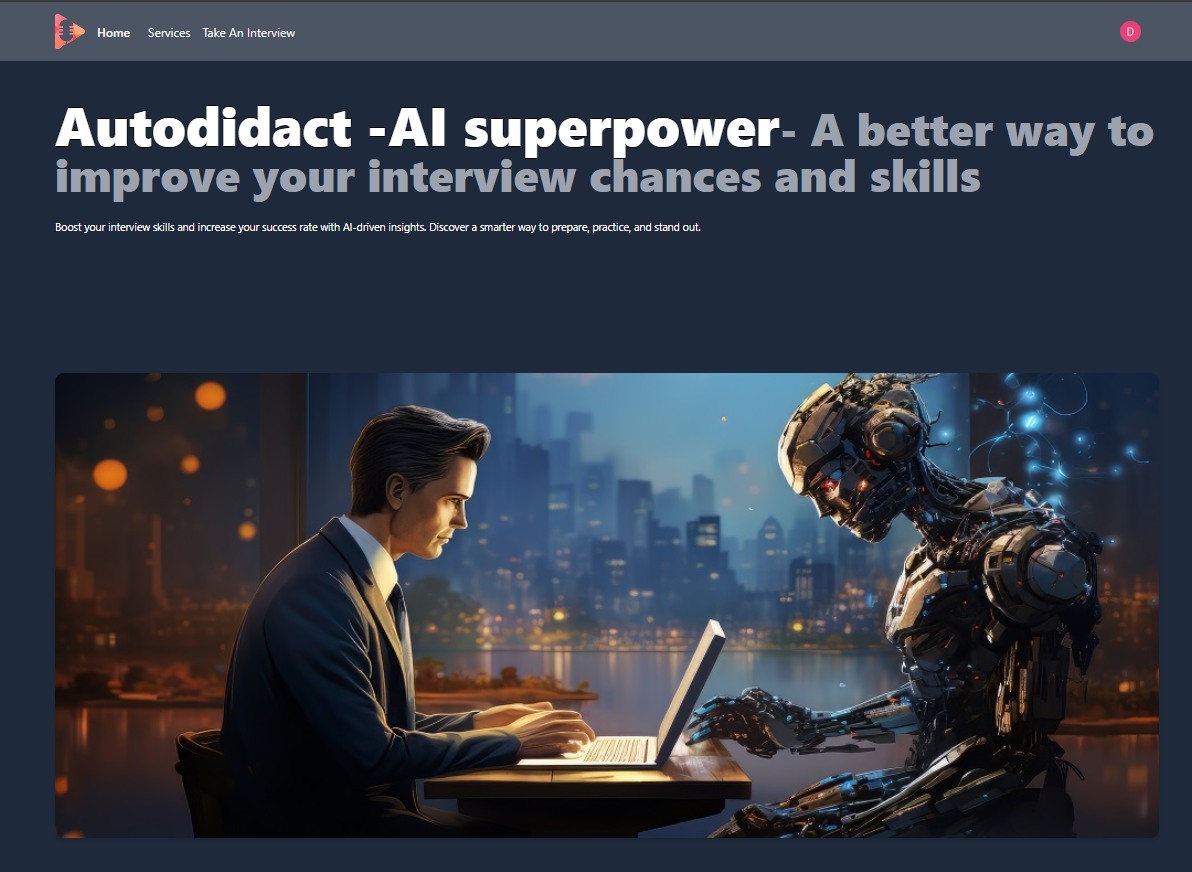 Home Services Take An Interview D
Autodidact -AI superpower- A better way to
improve your interview chances and skills
Boost your interview skills and increase your success rate with AI-driven insights. Discover a smarter way to prepare, practice, and stand out.